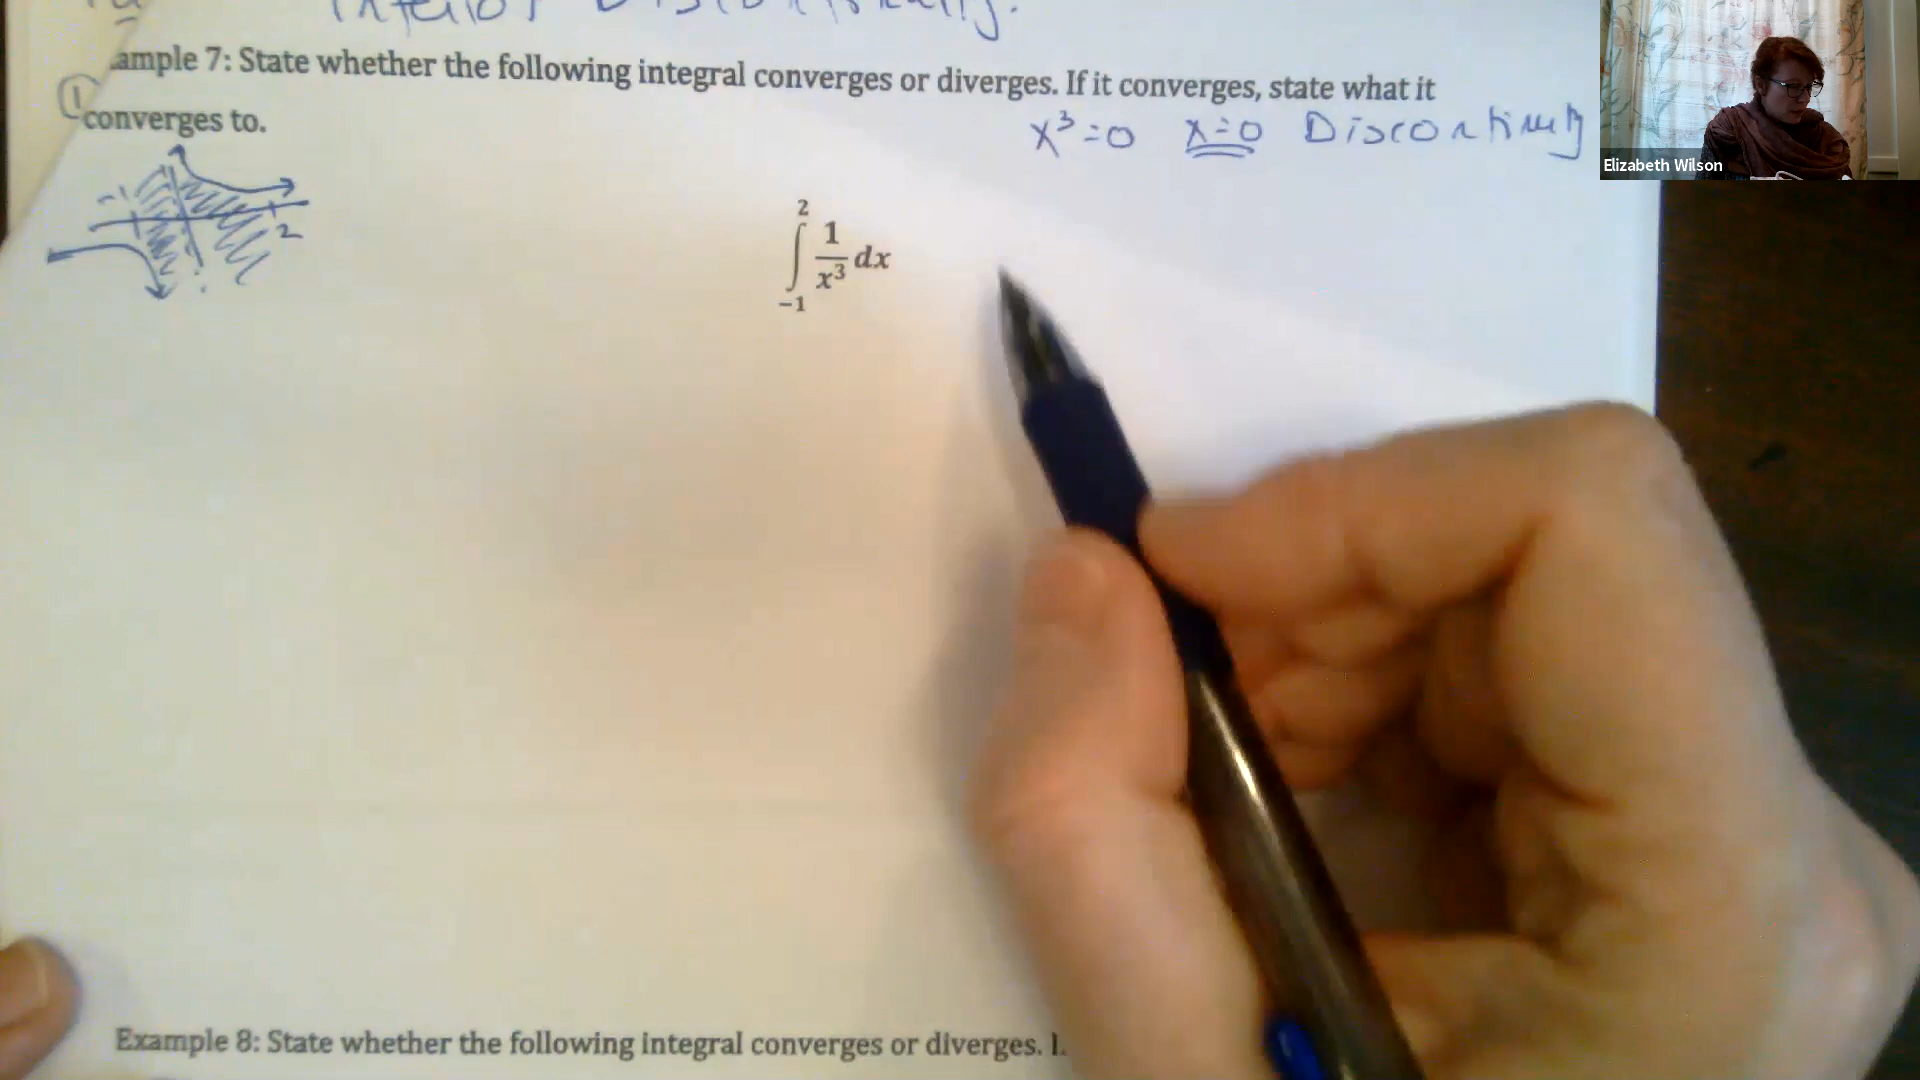 ample 7: State whether the following integral converges or diverges. If it converges, state what it
1
converges to.
x³=0 x=0 Discontinuity
Elizabeth Wilson
-1
2
2
∫ 1/x³ dx
-1
Example 8: State whether the following integral converges or diverges. I